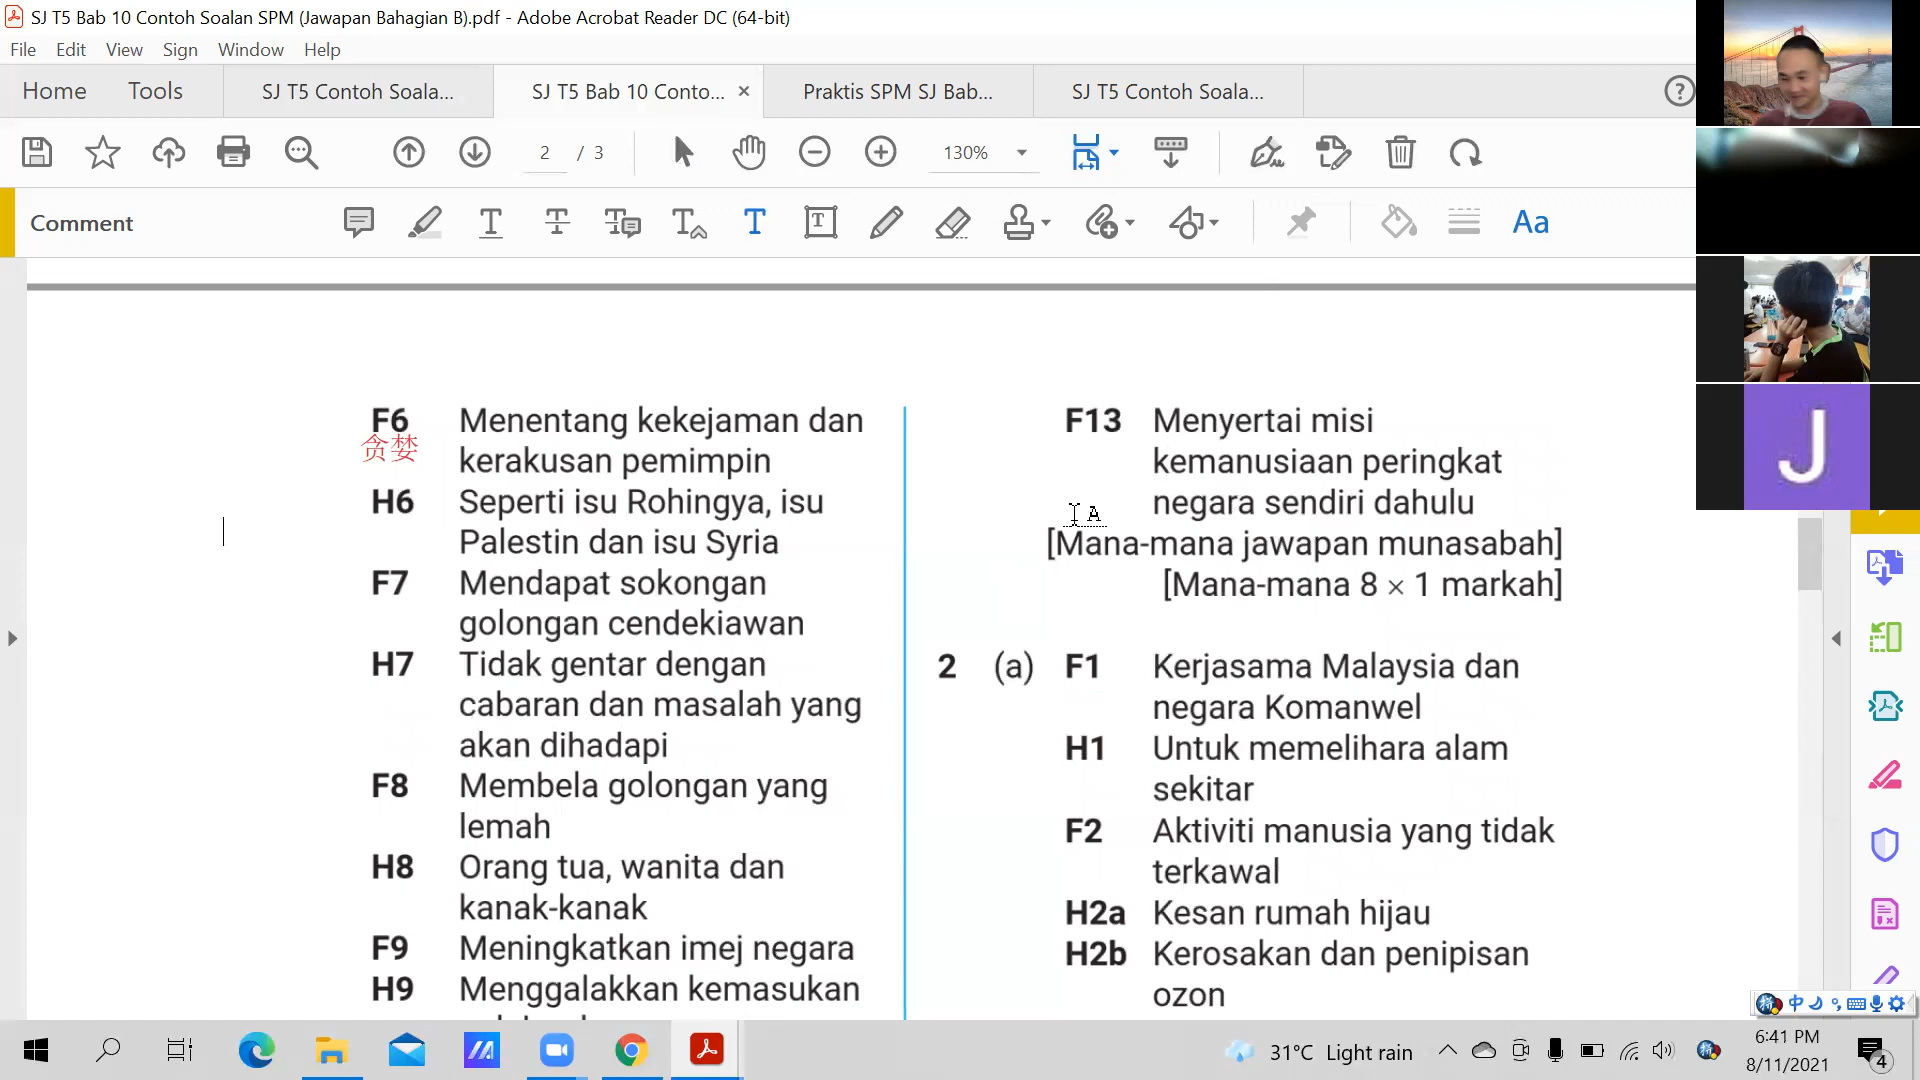 SJ T5 Bab 10 Contoh Soalan SPM (Jawapan Bahagian B).pdf - Adobe Acrobat Reader DC (64-bit)
File Edit View Sign Window Help
Home Tools SJ T5 Contoh Soala... SJ T5 Bab 10 Conto... × Praktis SPM SJ Bab... SJ T5 Contoh Soala...
2 / 3 130%
Comment
Aa
F6 Menentang kekejaman dan
贪婪
kerakusan pemimpin
H6 Seperti isu Rohingya, isu
Palestin dan isu Syria
F7 Mendapat sokongan
golongan cendekiawan
H7 Tidak gentar dengan
cabaran dan masalah yang
akan dihadapi
F8 Membela golongan yang
lemah
H8 Orang tua, wanita dan
kanak-kanak
F9 Meningkatkan imej negara
H9 Menggalakkan kemasukan
F13 Menyertai misi
kemanusiaan peringkat
negara sendiri dahulu
[Mana-mana jawapan munasabah]
[Mana-mana 8 × 1 markah]
2 (a) F1 Kerjasama Malaysia dan
negara Komanwel
H1 Untuk memelihara alam
sekitar
F2 Aktiviti manusia yang tidak
terkawal
H2a Kesan rumah hijau
H2b Kerosakan dan penipisan
ozon
J
中
31°C Light rain
6:41 PM
8/11/2021
4